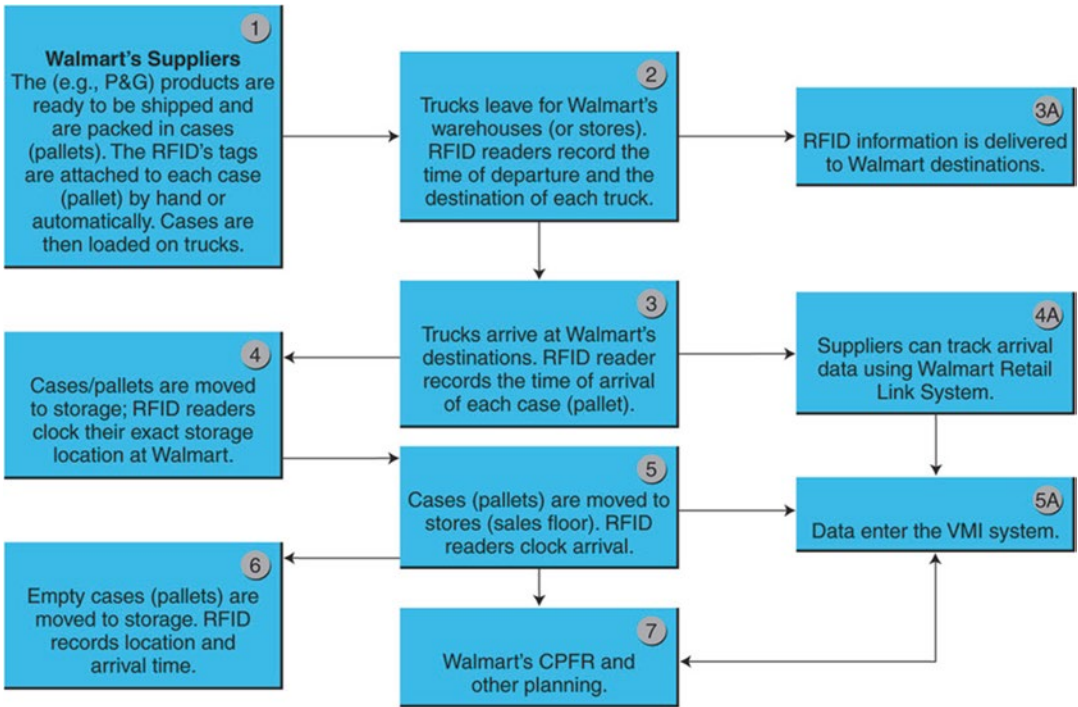 1
Walmart's Suppliers
The (e.g., P&G) products are
ready to be shipped and
are packed in cases
(pallets). The RFID's tags
are attached to each case
(pallet) by hand or
automatically. Cases are
then loaded on trucks.
2
Trucks leave for Walmart's
warehouses (or stores).
RFID readers record the
time of departure and the
destination of each truck.
3A
RFID information is delivered
to Walmart destinations.
3
Trucks arrive at Walmart's
destinations. RFID reader
records the time of arrival
of each case (pallet).
4
Cases/pallets are moved
to storage; RFID readers
clock their exact storage
location at Walmart.
4A
Suppliers can track arrival
data using Walmart Retail
Link System.
5
Cases (pallets) are moved to
stores (sales floor). RFID
readers clock arrival.
5A
Data enter the VMI system.
6
Empty cases (pallets) are
moved to storage. RFID
records location and
arrival time.
7
Walmart's CPFR and
other planning.